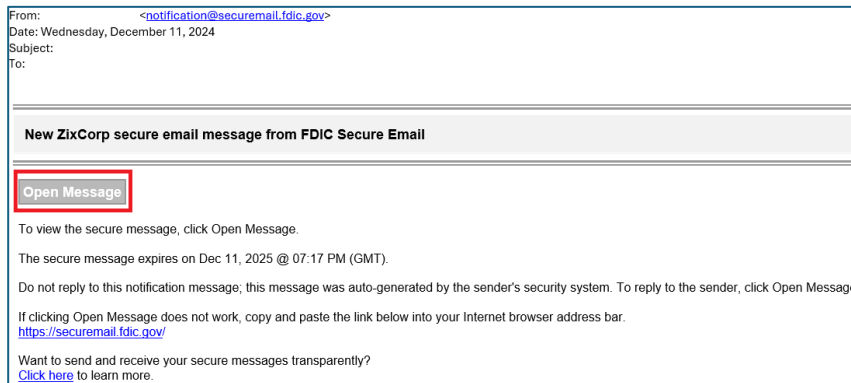 From: <notification@securemail.fdic.gov>
Date: Wednesday, December 11, 2024
Subject:
To:
New ZixCorp secure email message from FDIC Secure Email
Open Message
To view the secure message, click Open Message.
The secure message expires on Dec 11, 2025 @ 07:17 PM (GMT).
Do not reply to this notification message; this message was auto-generated by the sender's security system. To reply to the sender, click Open Message
If clicking Open Message does not work, copy and paste the link below into your Internet browser address bar.
https://securemail.fdic.gov/
Want to send and receive your secure messages transparently?
Click here to learn more.